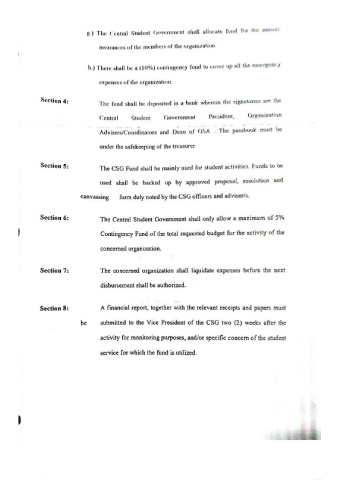 g.) The Central Student Government shall allocate fund for the annual
insurances of the members of the organization
h.) There shall be a (10%) contingency fund to cover up all the emergency
expenses of the organization
Section 4: The fund shall be deposited in a bank wherein the signatories are the
Central Student Government President, Organization
Advisers/Coordinators and Dean of OSA . The passbook must be
under the safekeeping of the treasurer.
Section 5: The CSG Fund shall be mainly used for student activities. Funds to be
used shall be backed up by approved proposal, resolution and
canvassing form duly noted by the CSG officers and adviser/s.
Section 6: The Central Student Government shall only allow a maximum of 5%
Contingency Fund of the total requested budget for the activity of the
concerned organization.
Section 7: The concerned organization shall liquidate expenses before the next
disbursement shall be authorized.
Section 8: A financial report, together with the relevant receipts and papers must
be submitted to the Vice President of the CSG two (2) weeks after the
activity for monitoring purposes, and/or specific concern of the student
service for which the fund is utilized.